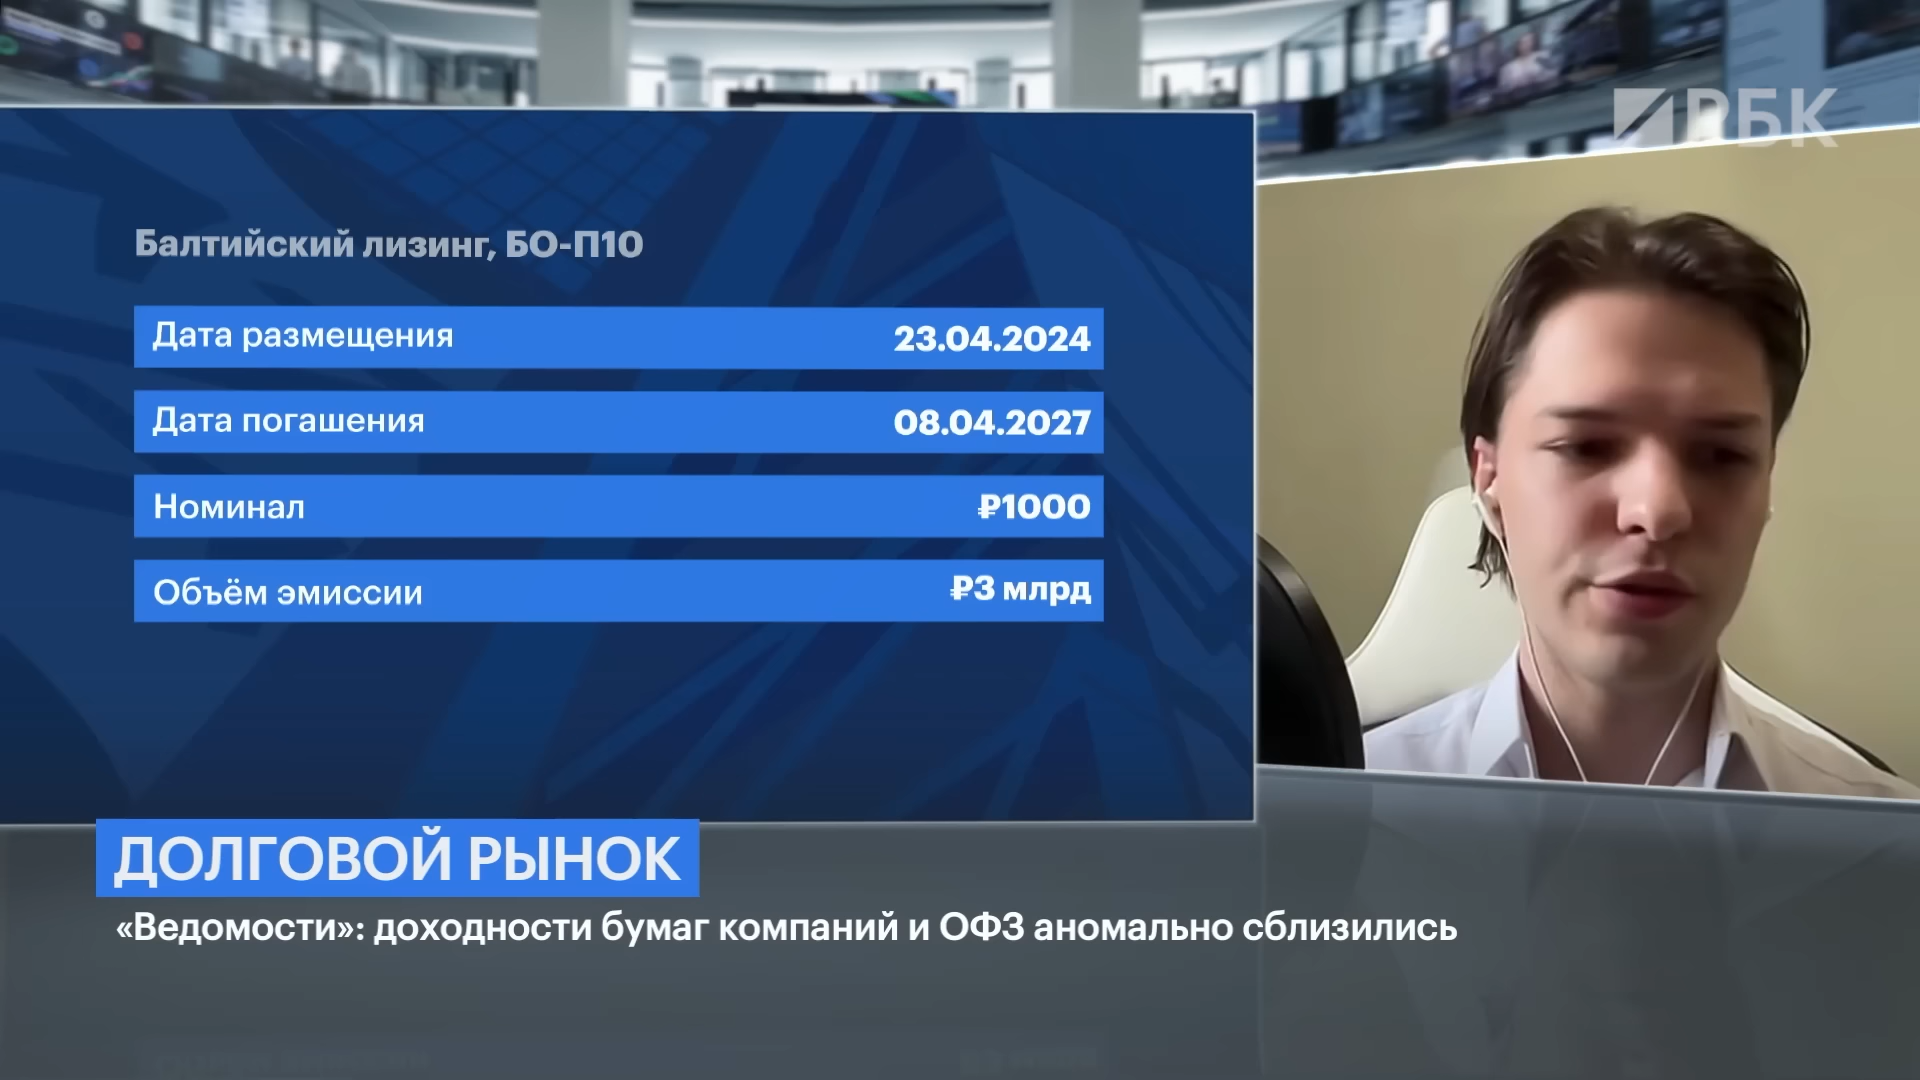 РБК
Балтийский лизинг, БО-П10
Дата размещения 23.04.2024
Дата погашения 08.04.2027
Номинал ₽1000
Объём эмиссии ₽3 млрд
ДОЛГОВОЙ РЫНОК
«Ведомости»: доходности бумаг компаний и ОФЗ аномально сблизились